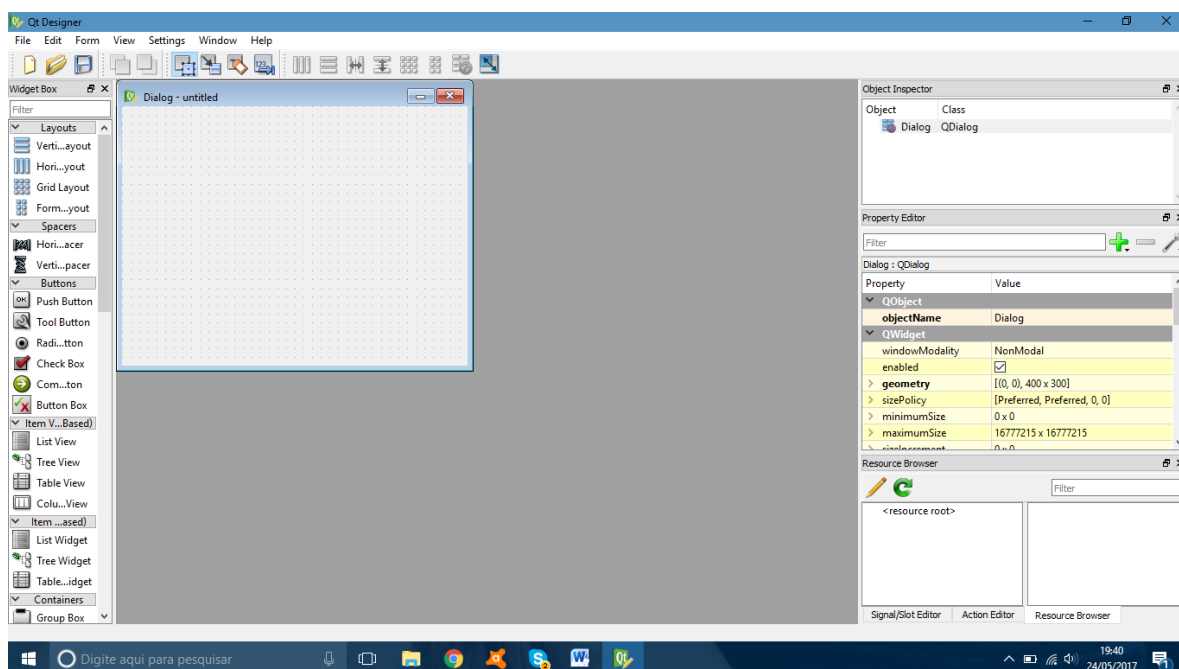 Qt Designer
File Edit Form View Settings Window Help
Widget Box
Filter
Layouts
Verti...ayout
Hori...yout
Grid Layout
Form...yout
Spacers
Hori...acer
Verti...pacer
Buttons
OK Push Button
Tool Button
Radi...tton
Check Box
Com...ton
Button Box
Item V...Based)
List View
Tree View
Table View
Colu...View
Item ...ased)
List Widget
Tree Widget
Table...idget
Containers
Group Box
Dialog - untitled
Object Inspector
Object Class
Dialog QDialog
Property Editor
Filter
Dialog : QDialog
Property Value
QObject
objectName Dialog
QWidget
windowModality NonModal
enabled
geometry [(0, 0), 400 x 300]
sizePolicy [Preferred, Preferred, 0, 0]
minimumSize 0 x 0
maximumSize 16777215 x 16777215
sizeIncrement 0 x 0
Resource Browser
Filter
<resource root>
Signal/Slot Editor Action Editor Resource Browser
Digite aqui para pesquisar
19:40
24/05/2017